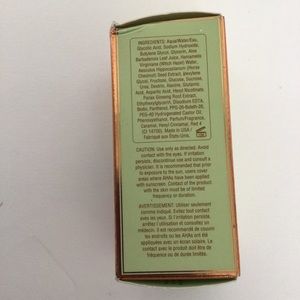 INGREDIENTS: Aqua/Water/Eau,
Glycolic Acid, Sodium Hydroxide,
Butylene Glycol, Glycerin, Aloe
Barbadensis Leaf Juice, Hamamelis
Virginiana (Witch Hazel) Water,
Aesculus Hippocastanum (Horse
Chestnut) Seed Extract,
Glycol, Fructose, Glucose, Sucrose,
Urea, Dextrin, Alanine, Glutamic
Acid, Aspartic Acid, Hexyl Nicotinate
Panax Ginseng Root Extract,
Ethylhexylglycerin, Disodium EDTA,
Biotin, Panthenol, PPG-26-Buteth-26,
PEG-40 Hydrogenated Castor Oil,
Phenoxyethanol, Parfum/Fragrance,
Caramel, Red 4
(CI 14700). Made in USA /
Fabriqué aux États-Unis.
CAUTION: Use only as directed. Avoid
contact with the eyes. If irritation
persists, discontinue use and consult a
physician. It is recommended that prior
to exposure to the sun, users cover
areas where AHAs have been applied
with sunscreen. Contact of the product
with the skin must be of limited
frequency or duration.
AVERTISSEMENT: Utiliser seulement
comme indiqué. Évitez tout contact
avec les yeux. Si l'irritation persiste,
arrêtez l'utilisation et consultez un
médecin. Il est recommandé de couvrir
les endroits ou les AHAs ont été
appliqués avec un écran solaire. Le
contact avec la peau le produit doit être
de fréquence ou de durée limitée.